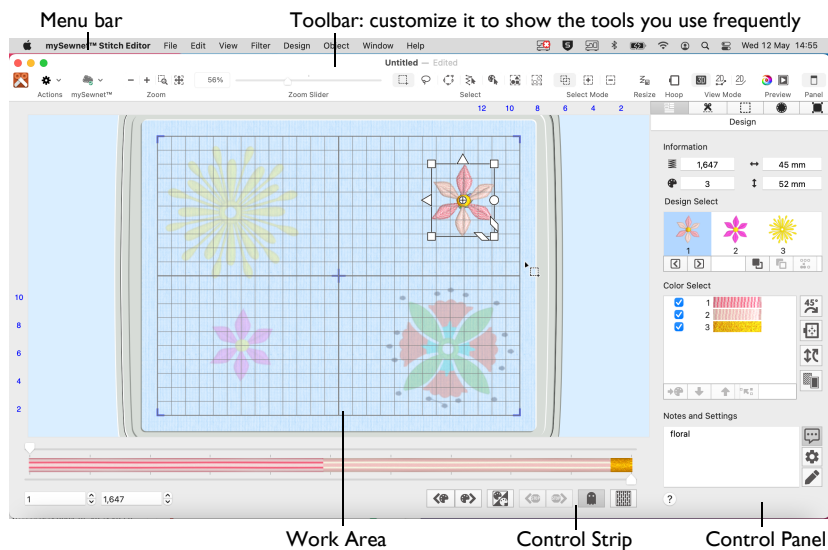 Menu bar
Toolbar: customize it to show the tools you use frequently
mySewnet™ Stitch Editor File Edit View Filter Design Object Window Help
Wed 12 May 14:55
Untitled — Edited
56%
Actions mySewnet™ Zoom Zoom Slider Select Select Mode Resize Hoop View Mode Preview Panel
12 10 8 6 4 2
Design
Information
1,647 45 mm
3 52 mm
Design Select
1 2 3
Color Select
1
2
3
45°
10
8
6
4
2
Notes and Settings
floral
1 1,647
?
Work Area
Control Strip
Control Panel